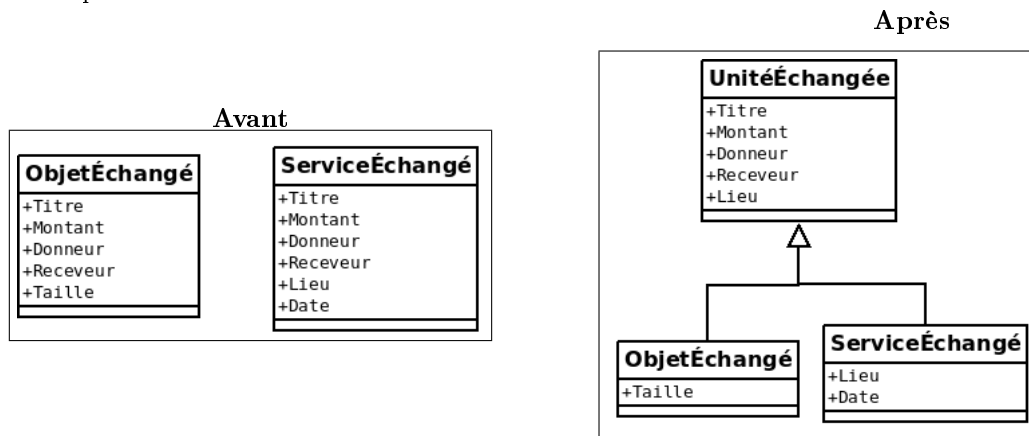 Avant
ObjetÉchangé
+Titre
+Montant
+Donneur
+Receveur
+Taille
ServiceÉchangé
+Titre
+Montant
+Donneur
+Receveur
+Lieu
+Date
Après
UnitéÉchangée
+Titre
+Montant
+Donneur
+Receveur
+Lieu
ObjetÉchangé
+Taille
ServiceÉchangé
+Lieu
+Date